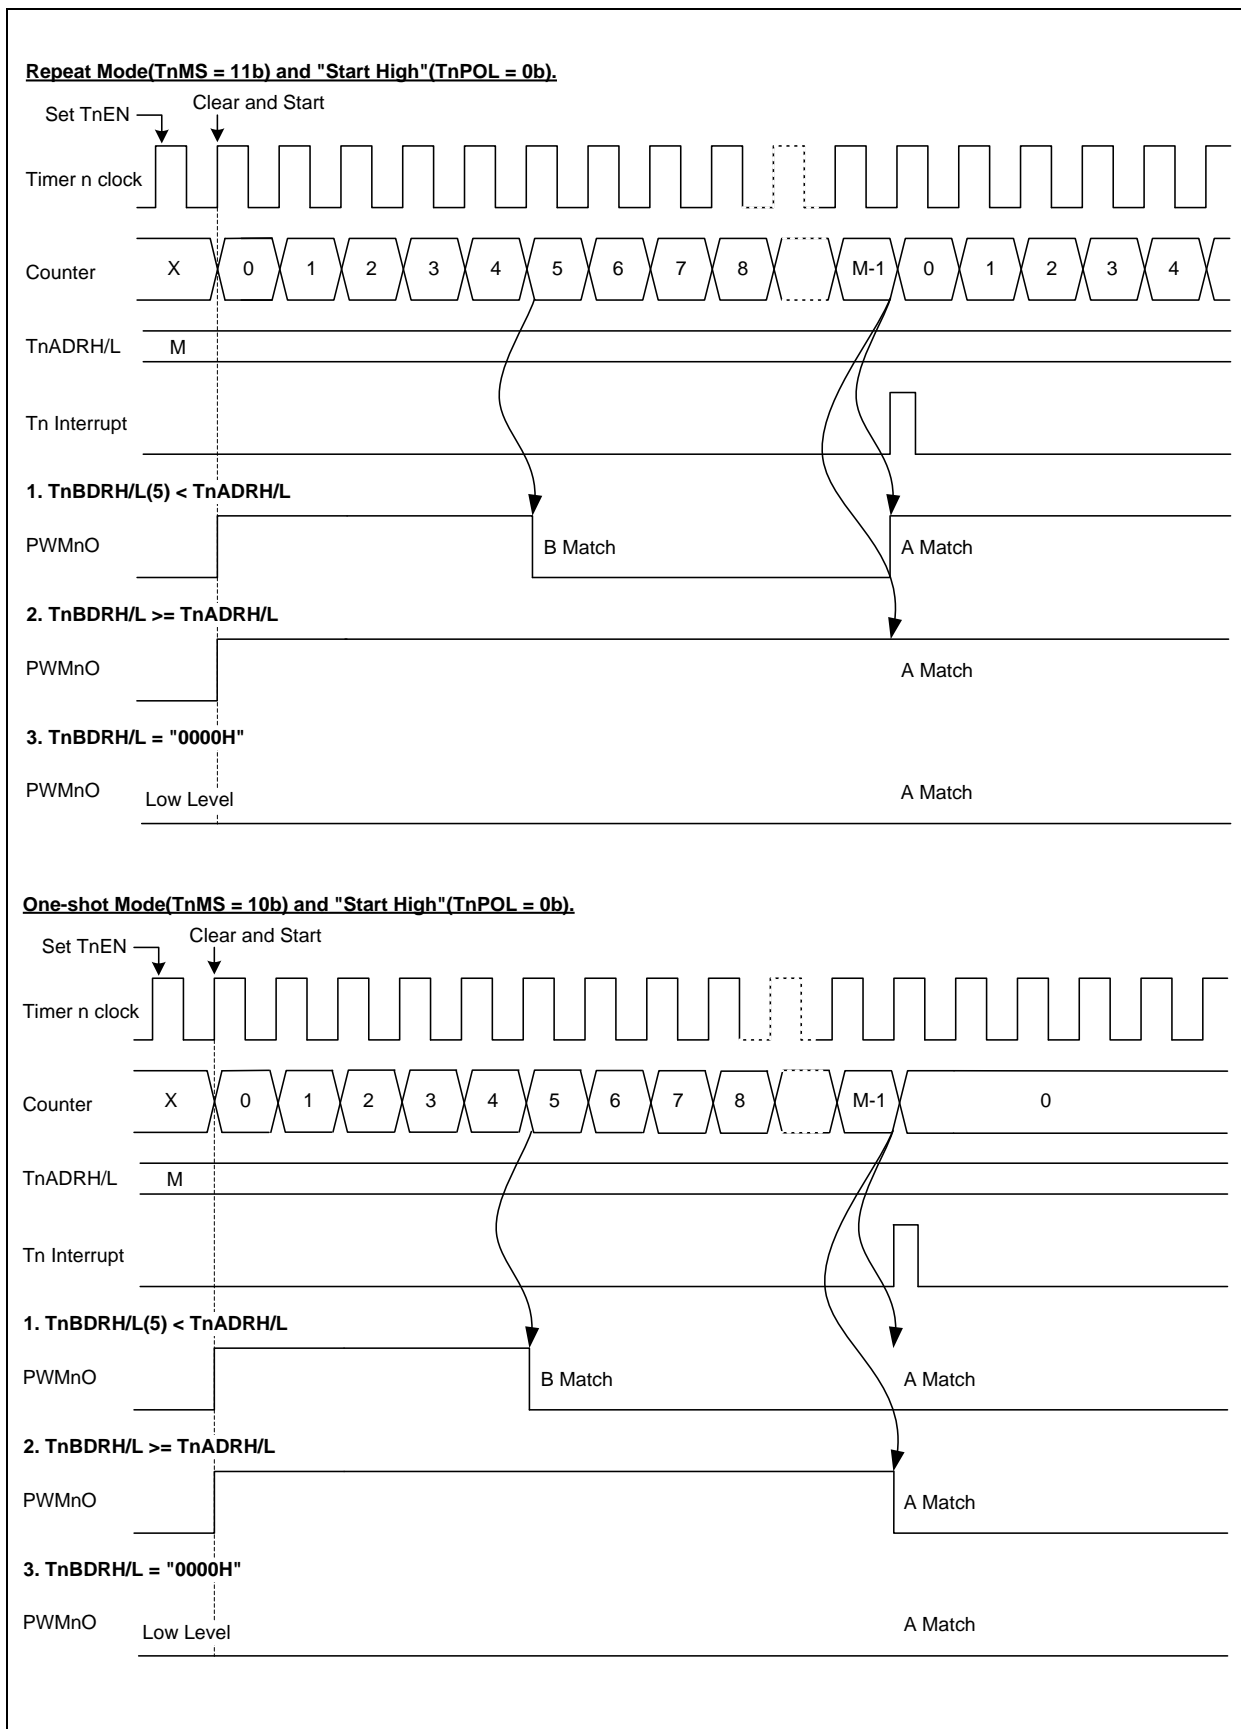 Repeat Mode(TnMS = 11b) and "Start High"(TnPOL = 0b).
Set TnEN
Clear and Start
Timer n clock
Counter X 0 1 2 3 4 5 6 7 8 M-1 0 1 2 3 4
TnADRH/L M
Tn Interrupt
1. TnBDRH/L(5) < TnADRH/L
PWMnO B Match A Match
2. TnBDRH/L >= TnADRH/L
PWMnO A Match
3. TnBDRH/L = "0000H"
PWMnO Low Level A Match
One-shot Mode(TnMS = 10b) and "Start High"(TnPOL = 0b).
Set TnEN
Clear and Start
Timer n clock
Counter X 0 1 2 3 4 5 6 7 8 M-1 0
TnADRH/L M
Tn Interrupt
1. TnBDRH/L(5) < TnADRH/L
PWMnO B Match A Match
2. TnBDRH/L >= TnADRH/L
PWMnO A Match
3. TnBDRH/L = "0000H"
PWMnO Low Level A Match